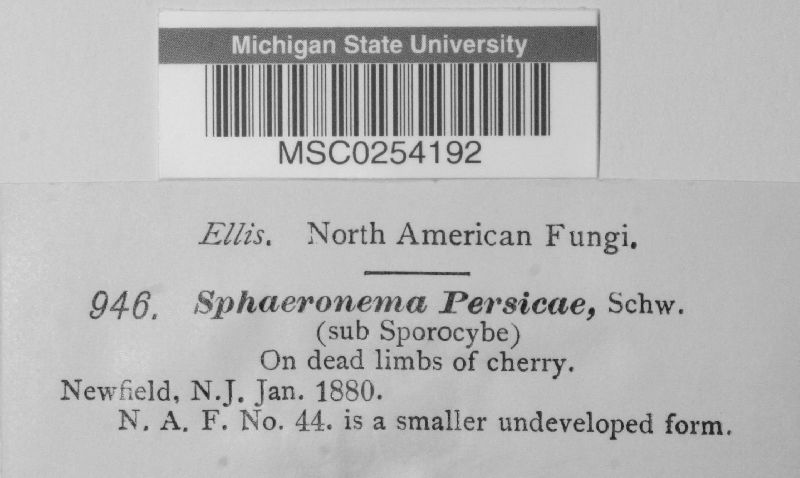 Michigan State University
MSC0254192
Ellis. North American Fungi.
946. Sphaeronema Persicae, Schw.
(sub Sporocybe)
On dead limbs of cherry.
Newfield, N.J. Jan. 1880.
N. A. F. No. 44. is a smaller undeveloped form.